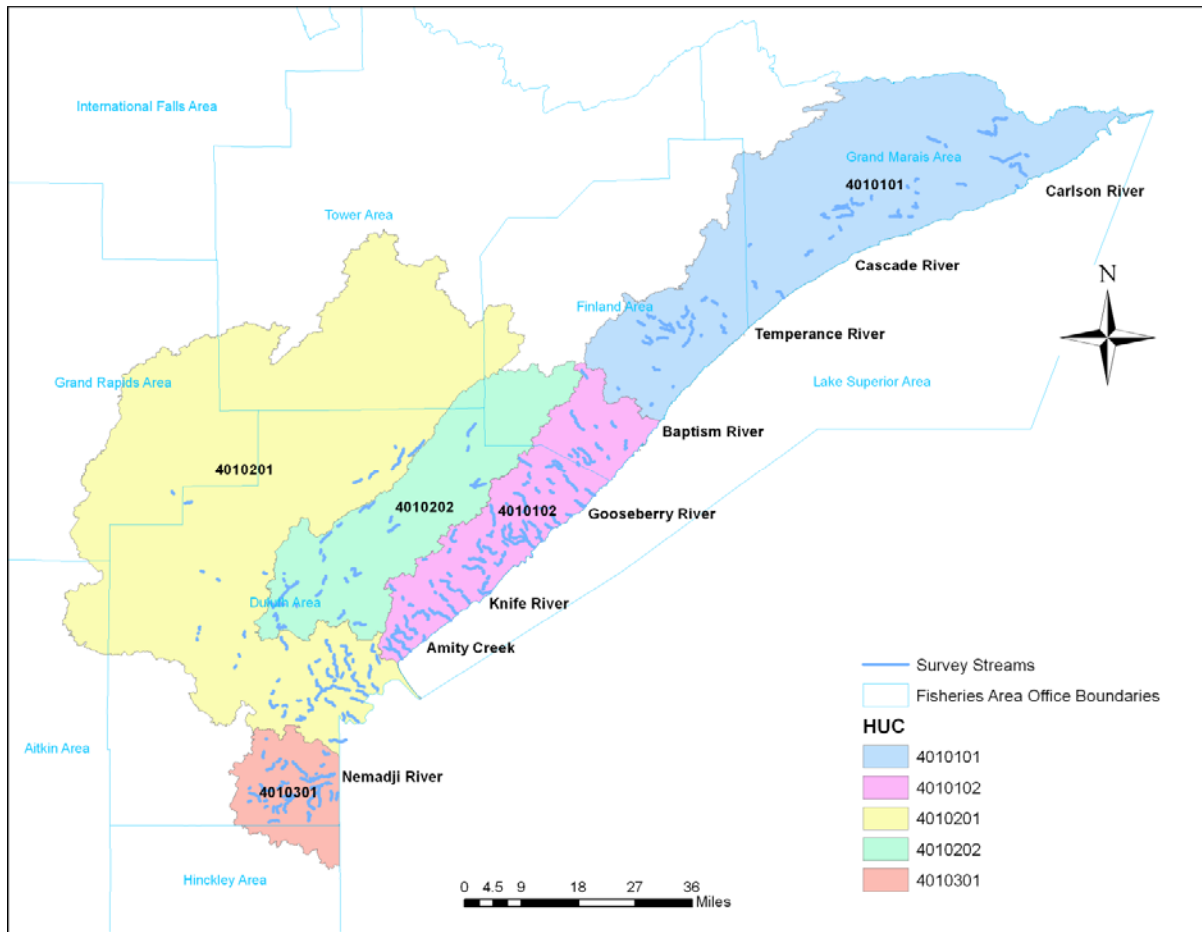 International Falls Area
Grand Marais Area
4010101
Carlson River
Tower Area
Cascade River
N
Finland Area
Temperance River
Grand Rapids Area
Lake Superior Area
Baptism River
4010201
4010202
4010102
Gooseberry River
Duluth Area
Knife River
Amity Creek
Survey Streams
Fisheries Area Office Boundaries
HUC
Aitkin Area
4010101
Nemadji River
4010301
4010102
4010201
4010202
Hinckley Area
4010301
0 4.5 9 18 27 36
Miles